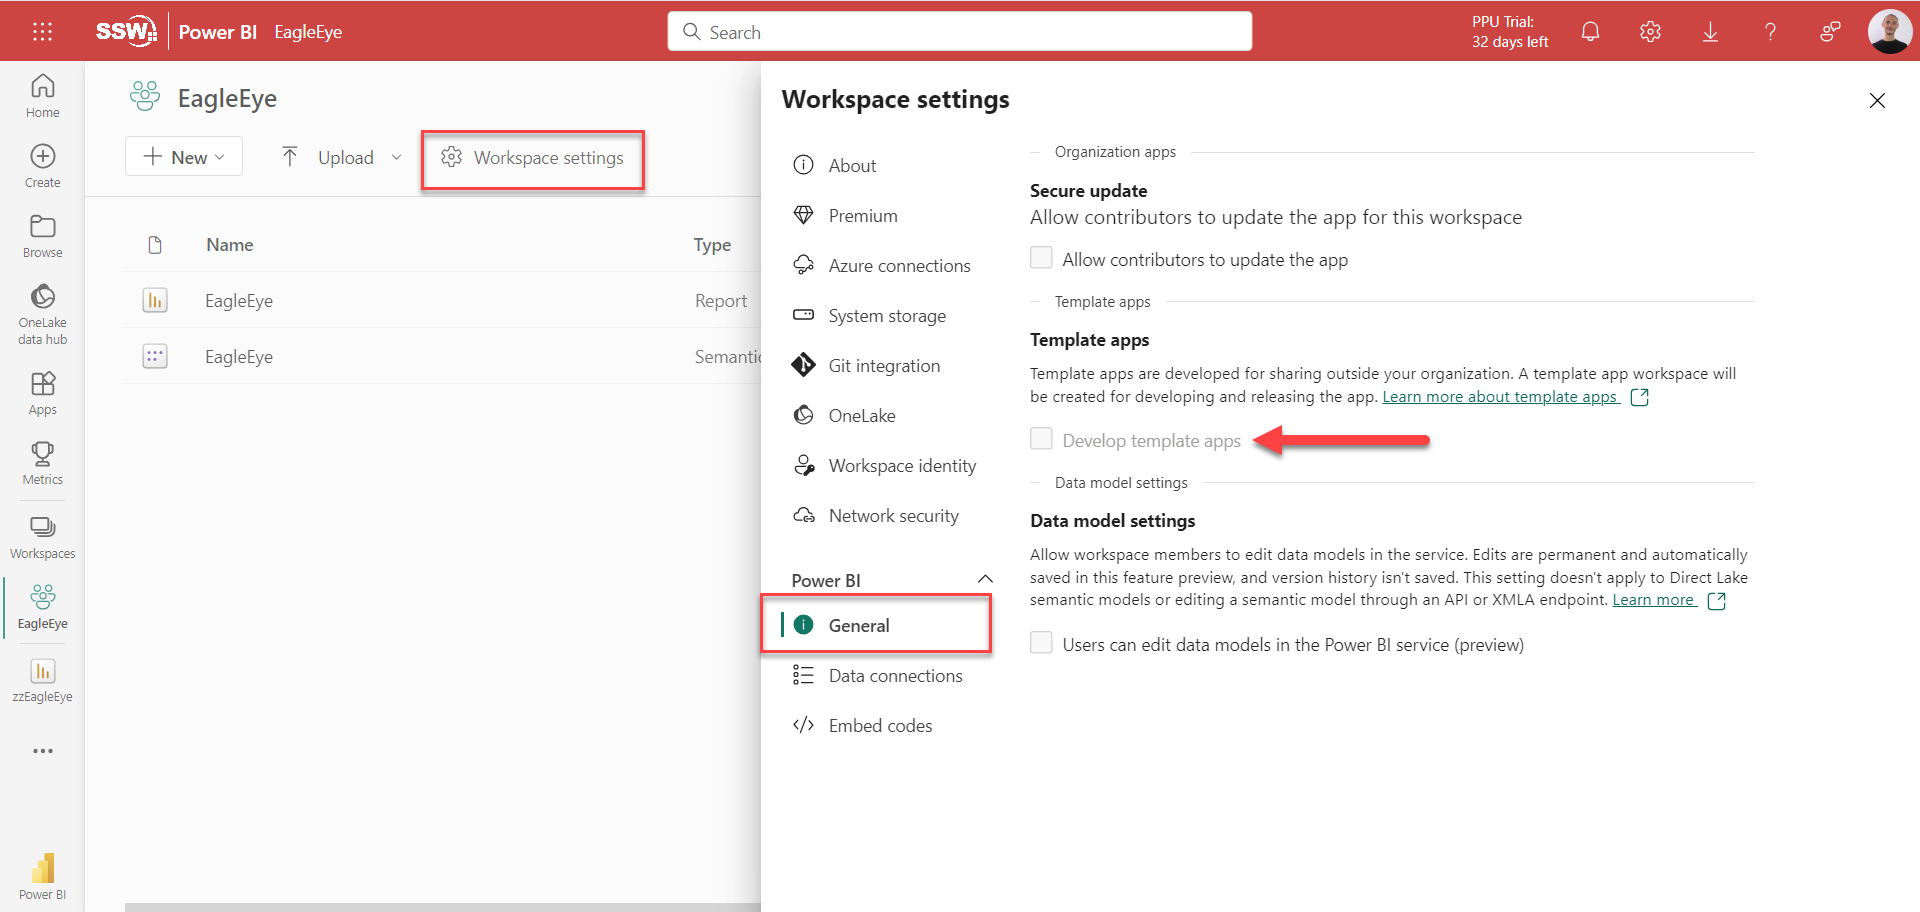 SSW
Power BI
EagleEye
Search
PPU Trial:
32 days left
Home
Create
Browse
OneLake
data hub
Apps
Metrics
Workspaces
EagleEye
zzEagleEye
Power BI
EagleEye
New
Upload
Workspace settings
Name
Type
EagleEye
Report
EagleEye
Semantic
Workspace settings
About
Premium
Azure connections
System storage
Git integration
OneLake
Workspace identity
Network security
Power BI
General
Data connections
Embed codes
Organization apps
Secure update
Allow contributors to update the app for this workspace
Allow contributors to update the app
Template apps
Template apps
Template apps are developed for sharing outside your organization. A template app workspace will
be created for developing and releasing the app. Learn more about template apps
Develop template apps
Data model settings
Data model settings
Allow workspace members to edit data models in the service. Edits are permanent and automatically
saved in this feature preview, and version history isn't saved. This setting doesn't apply to Direct Lake
semantic models or editing a semantic model through an API or XMLA endpoint. Learn more
Users can edit data models in the Power BI service (preview)